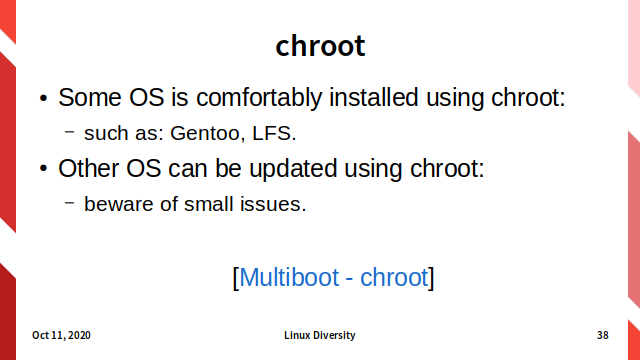 chroot
• Some OS is comfortably installed using chroot:
– such as: Gentoo, LFS.
• Other OS can be updated using chroot:
– beware of small issues.
[Multiboot - chroot]
Oct 11, 2020 Linux Diversity 38